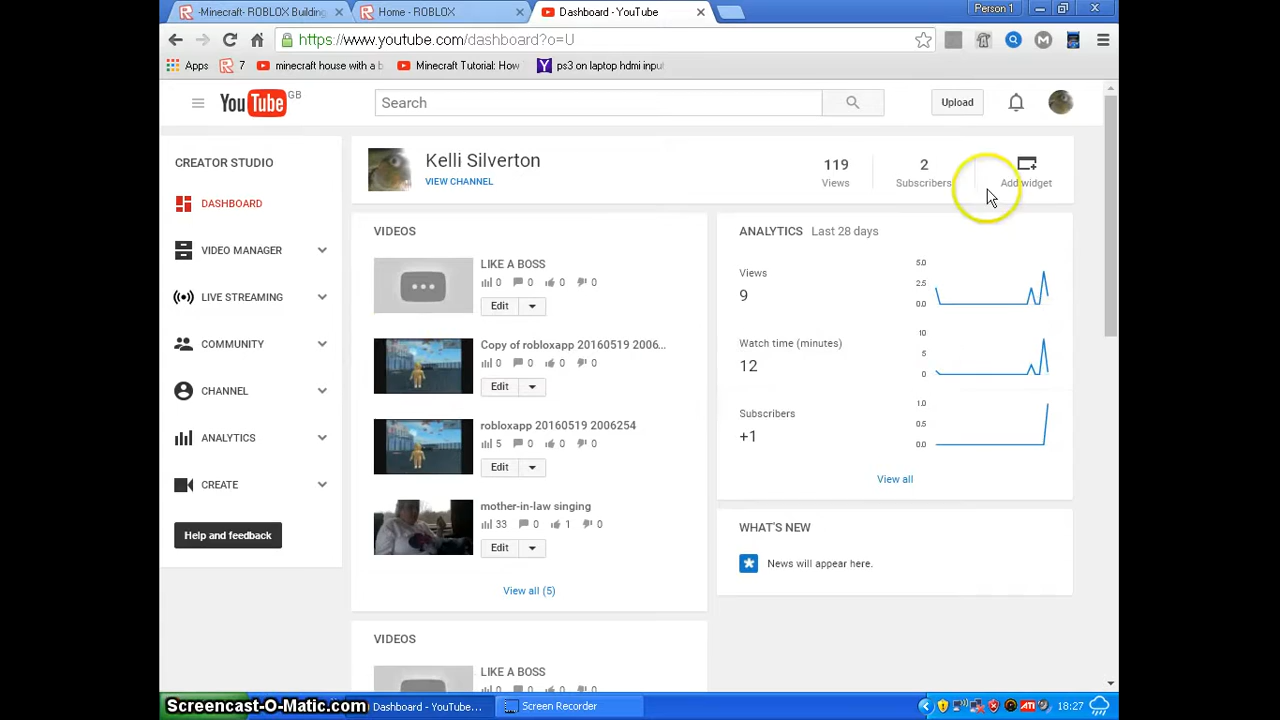 -Minecraft- ROBLOX Building
Home - ROBLOX
Dashboard - YouTube
Person 1
https://www.youtube.com/dashboard?o=U
Apps
7
minecraft house with a b
Minecraft Tutorial: How
ps3 on laptop hdmi input
YouTube GB
Search
Upload
CREATOR STUDIO
DASHBOARD
VIDEO MANAGER
LIVE STREAMING
COMMUNITY
CHANNEL
ANALYTICS
CREATE
Help and feedback
Kelli Silverton
VIEW CHANNEL
119
Views
2
Subscribers
Add widget
VIDEOS
LIKE A BOSS
0 0 0 0
Edit
Copy of robloxapp 20160519 2006...
0 0 0 0
Edit
robloxapp 20160519 2006254
5 0 0 0
Edit
mother-in-law singing
33 0 1 0
Edit
View all (5)
VIDEOS
LIKE A BOSS
0 0 0 0
ANALYTICS Last 28 days
Views
9
5.0
2.5
0.0
Watch time (minutes)
12
10
5
0
Subscribers
+1
1.0
0.5
0.0
View all
WHAT'S NEW
News will appear here.
Screencast-O-Matic.com
Dashboard - YouTube...
Screen Recorder
18:27